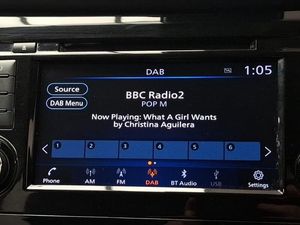 DAB
1:05
Source
DAB Menu
BBC Radio2
POP M
Now Playing: What A Girl Wants
by Christina Aguilera
1 2 3 4 5 6
Phone AM FM DAB BT Audio USB Settings